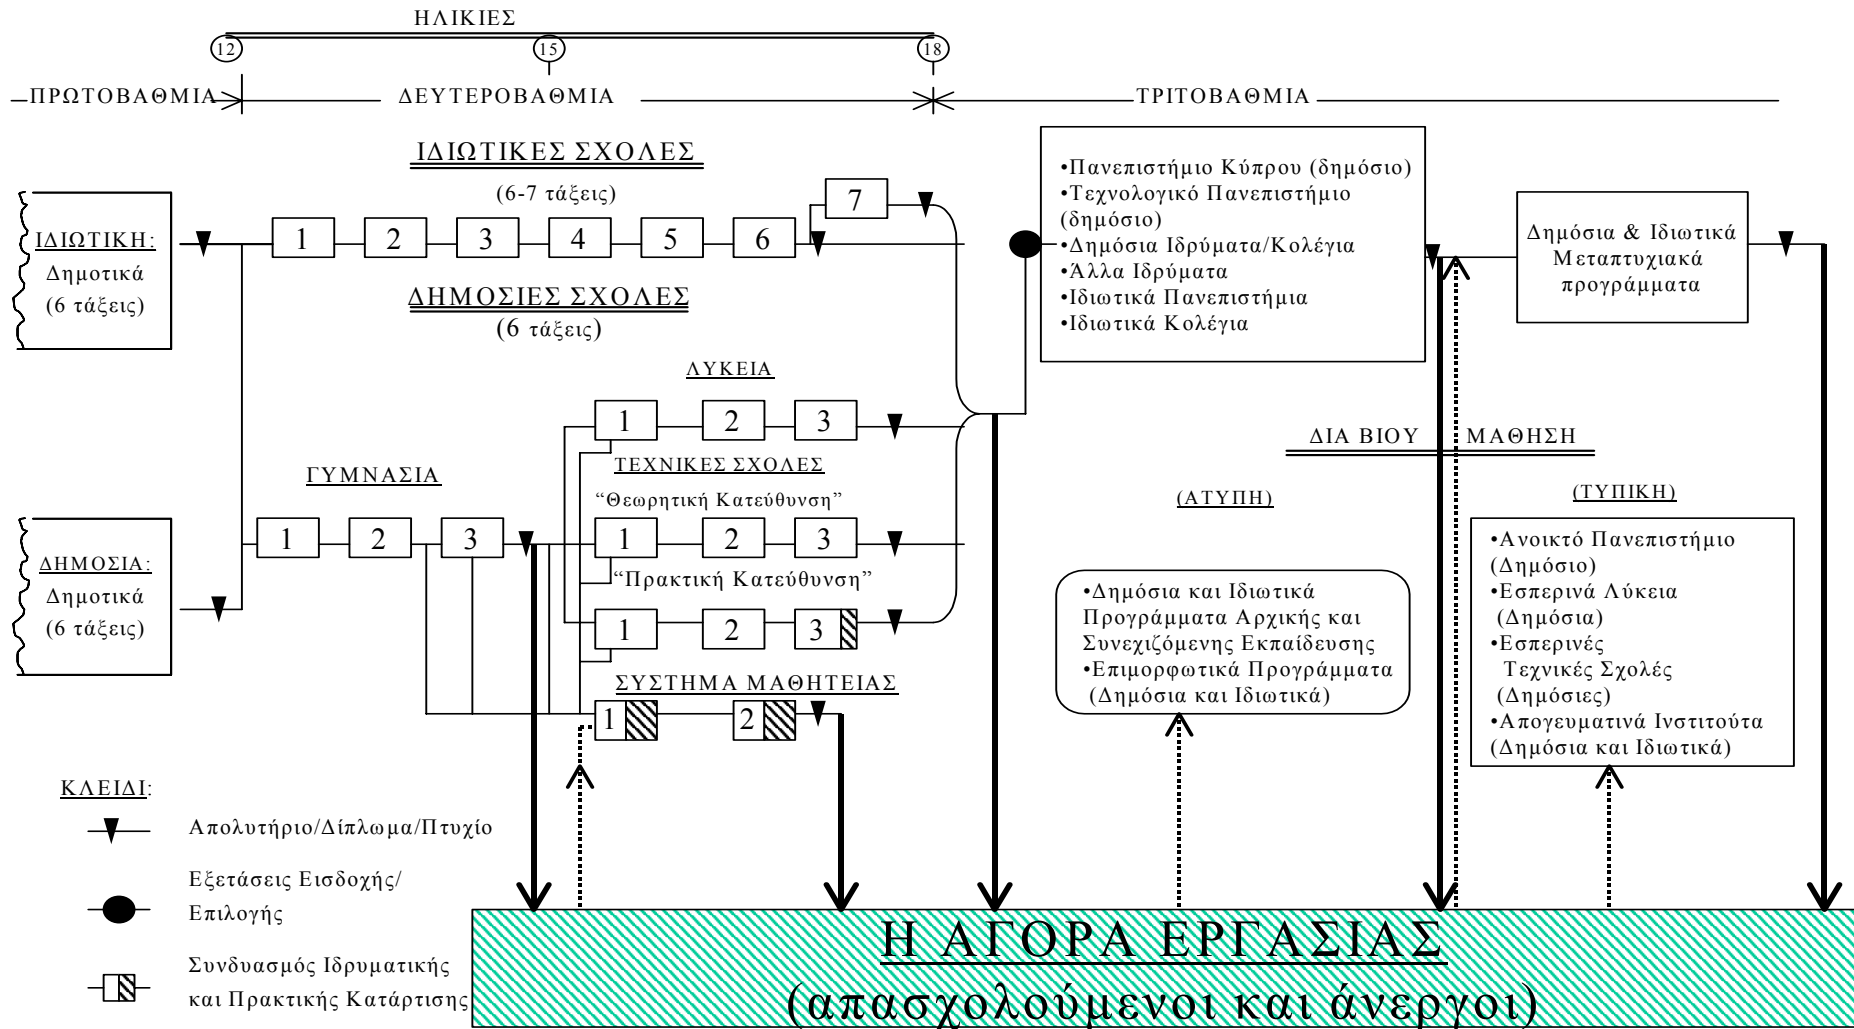 ΗΛΙΚΙΕΣ
12 15 18
ΠΡΩΤΟΒΑΘΜΙΑ ΔΕΥΤΕΡΟΒΑΘΜΙΑ ΤΡΙΤΟΒΑΘΜΙΑ
ΙΔΙΩΤΙΚΕΣ ΣΧΟΛΕΣ
(6-7 τάξεις)
ΙΔΙΩΤΙΚΗ:
Δημοτικά
(6 τάξεις)
1 2 3 4 5 6 7
ΔΗΜΟΣΙΕΣ ΣΧΟΛΕΣ
(6 τάξεις)
•Πανεπιστήμιο Κύπρου (δημόσιο)
•Τεχνολογικό Πανεπιστήμιο
(δημόσιο)
•Δημόσια Ιδρύματα/Κολέγια
•Άλλα Ιδρύματα
•Ιδιωτικά Πανεπιστήμια
•Ιδιωτικά Κολέγια
Δημόσια & Ιδιωτικά
Μεταπτυχιακά
προγράμματα
ΛΥΚΕΙΑ
1 2 3
ΤΕΧΝΙΚΕΣ ΣΧΟΛΕΣ
“Θεωρητική Κατεύθυνση”
1 2 3
“Πρακτική Κατεύθυνση”
1 2 3
ΣΥΣΤΗΜΑ ΜΑΘΗΤΕΙΑΣ
1 2
ΓΥΜΝΑΣΙΑ
1 2 3
ΔΗΜΟΣΙΑ:
Δημοτικά
(6 τάξεις)
ΔΙΑ ΒΙΟΥ ΜΑΘΗΣΗ
(ΑΤΥΠΗ)
•Δημόσια και Ιδιωτικά
Προγράμματα Αρχικής και
Συνεχιζόμενης Εκπαίδευσης
•Επιμορφωτικά Προγράμματα
(Δημόσια και Ιδιωτικά)
(ΤΥΠΙΚΗ)
•Ανοικτό Πανεπιστήμιο
(Δημόσιο)
•Εσπερινά Λύκεια
(Δημόσια)
•Εσπερινές
Τεχνικές Σχολές
(Δημόσιες)
•Απογευματινά Ινστιτούτα
(Δημόσια και Ιδιωτικά)
ΚΛΕΙΔΙ:
Απολυτήριο/Δίπλωμα/Πτυχίο
Εξετάσεις Εισδοχής/
Επιλογής
Συνδυασμός Ιδρυματικής
και Πρακτικής Κατάρτισης
Η ΑΓΟΡΑ ΕΡΓΑΣΙΑΣ
(απασχολούμενοι και άνεργοι)